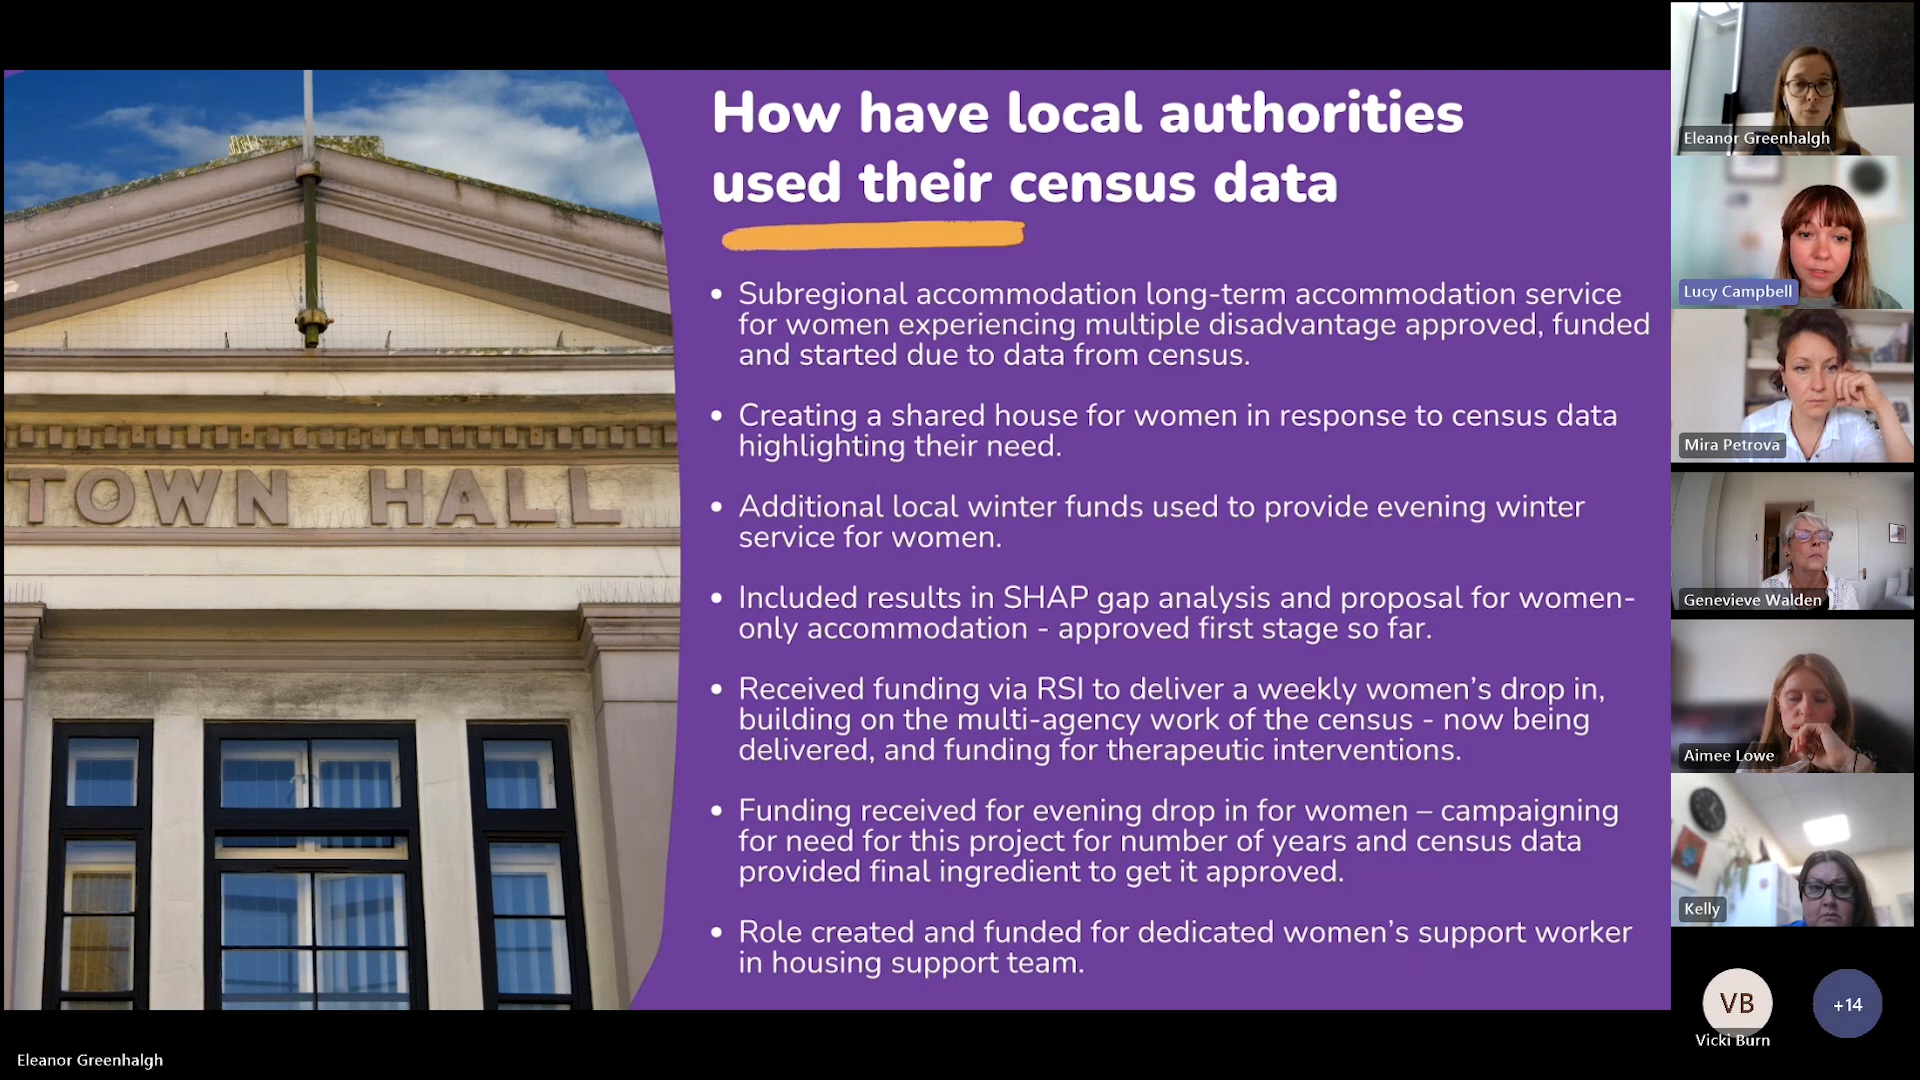 How have local authorities
used their census data
TOWN HALL
• Subregional accommodation long-term accommodation service
for women experiencing multiple disadvantage approved, funded
and started due to data from census.
• Creating a shared house for women in response to census data
highlighting their need.
• Additional local winter funds used to provide evening winter
service for women.
• Included results in SHAP gap analysis and proposal for women-
only accommodation - approved first stage so far.
• Received funding via RSI to deliver a weekly women’s drop in,
building on the multi-agency work of the census - now being
delivered, and funding for therapeutic interventions.
• Funding received for evening drop in for women – campaigning
for need for this project for number of years and census data
provided final ingredient to get it approved.
• Role created and funded for dedicated women’s support worker
in housing support team.
Eleanor Greenhalgh
Lucy Campbell
Mira Petrova
Genevieve Walden
Aimee Lowe
Kelly
VB
+14
Vicki Burn
Eleanor Greenhalgh